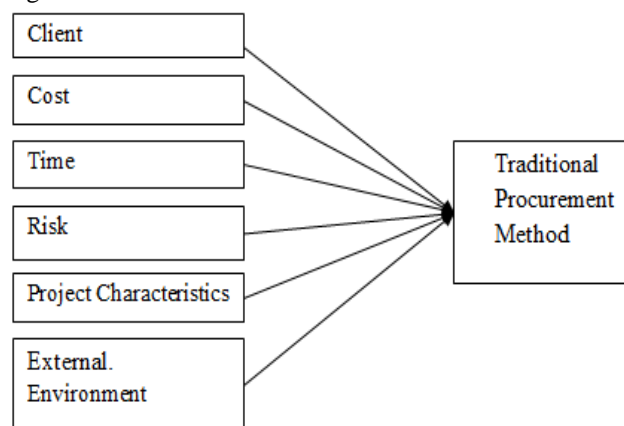 Client
Cost
Time
Risk
Project Characteristics
External.
Environment
Traditional
Procurement
Method